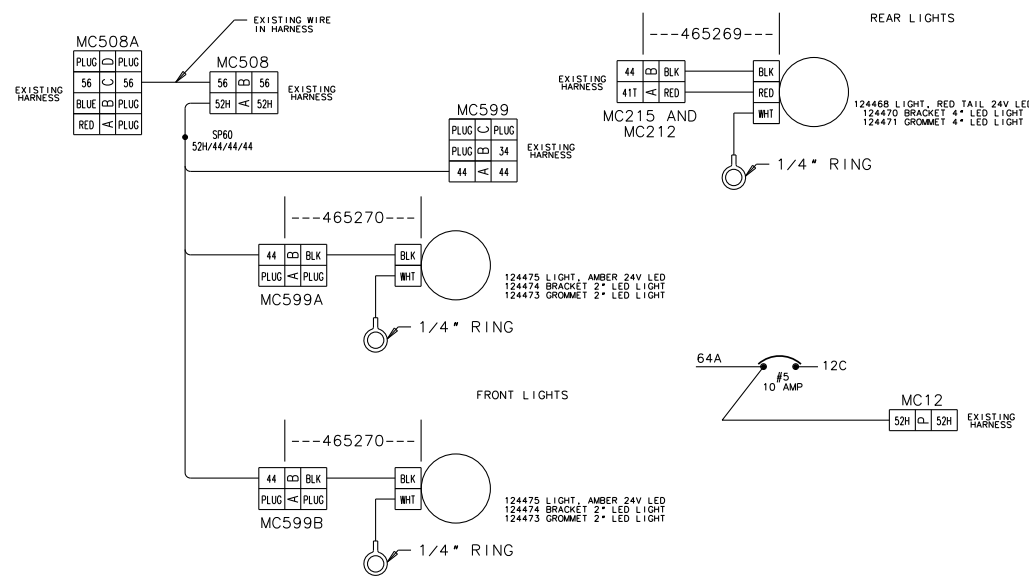 EXISTING WIRE
IN HARNESS
REAR LIGHTS
---465269---
MC508A
PLUG D PLUG
56 C 56
BLUE B PLUG
RED A PLUG
EXISTING
HARNESS
MC508
56 B 56
52H A 52H
EXISTING
HARNESS
EXISTING
HARNESS
44 B BLK
41T A RED
MC215 AND
MC212
BLK
RED
WHT
124468 LIGHT, RED TAIL 24V LED
124470 BRACKET 4" LED LIGHT
124471 GROMMET 4" LED LIGHT
1/4" RING
SP60
52H/44/44/44
MC599
PLUG C PLUG
PLUG B 34
44 A 44
EXISTING
HARNESS
---465270---
44 B BLK
PLUG A PLUG
MC599A
BLK
WHT
124475 LIGHT, AMBER 24V LED
124474 BRACKET 2" LED LIGHT
124473 GROMMET 2" LED LIGHT
1/4" RING
64A
12C
#5
10 AMP
MC12
52H P 52H
EXISTING
HARNESS
FRONT LIGHTS
---465270---
44 B BLK
PLUG A PLUG
MC599B
BLK
WHT
124475 LIGHT, AMBER 24V LED
124474 BRACKET 2" LED LIGHT
124473 GROMMET 2" LED LIGHT
1/4" RING